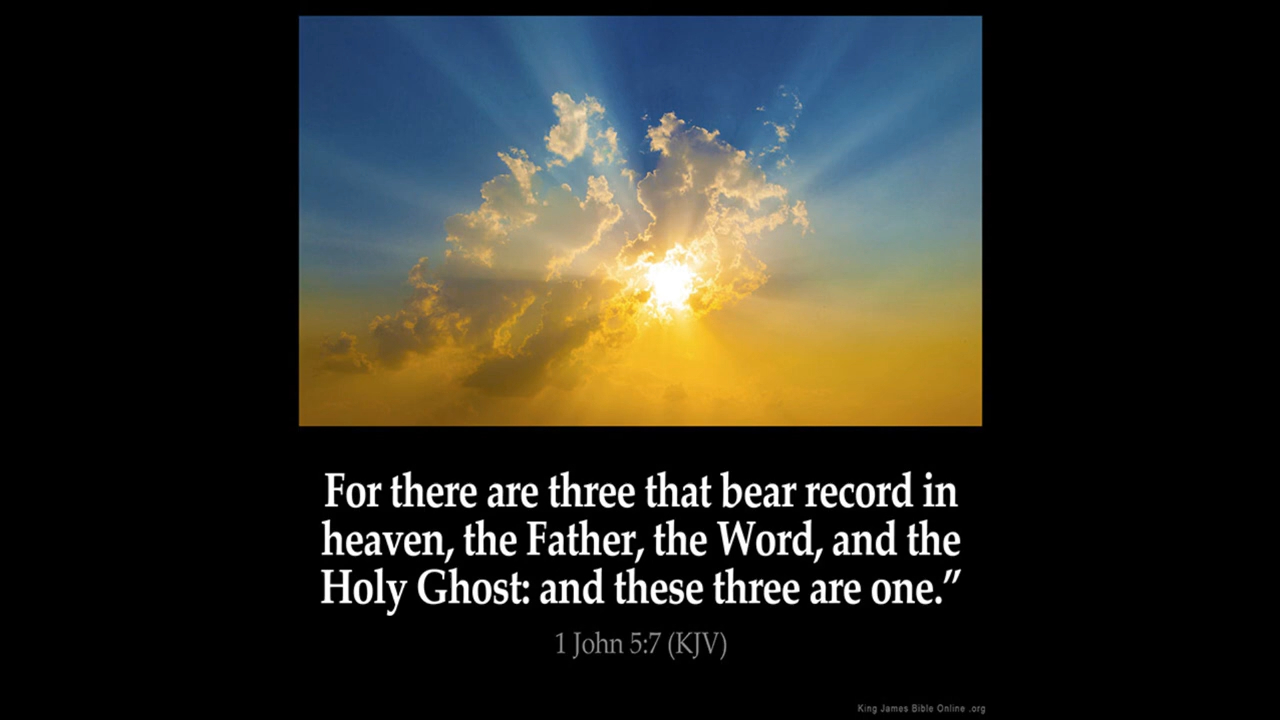 For there are three that bear record in
heaven, the Father, the Word, and the
Holy Ghost: and these three are one.”
1 John 5:7 (KJV)
King James Bible Online .org